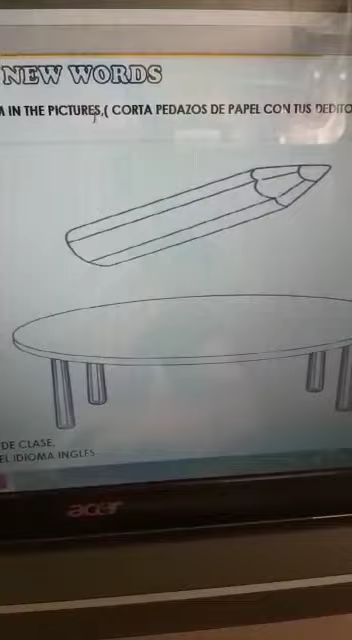 NEW WORDS
IN THE PICTURES,( CORTA PEDAZOS DE PAPEL CON TUS
DE CLASE,
EL IDIOMA INGLES
acer